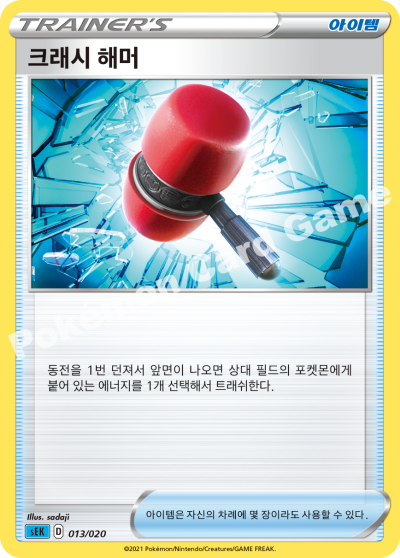 TRAINER'S
아이템
크래시 해머
Pokémon Card Game
동전을 1번 던져서 앞면이 나오면 상대 필드의 포켓몬에게
붙어 있는 에너지를 1개 선택해서 트래쉬한다.
Illus. sadaji
sEK D 013/020
아이템은 자신의 차례에 몇 장이라도 사용할 수 있다.
©2021 Pokémon/Nintendo/Creatures/GAME FREAK.